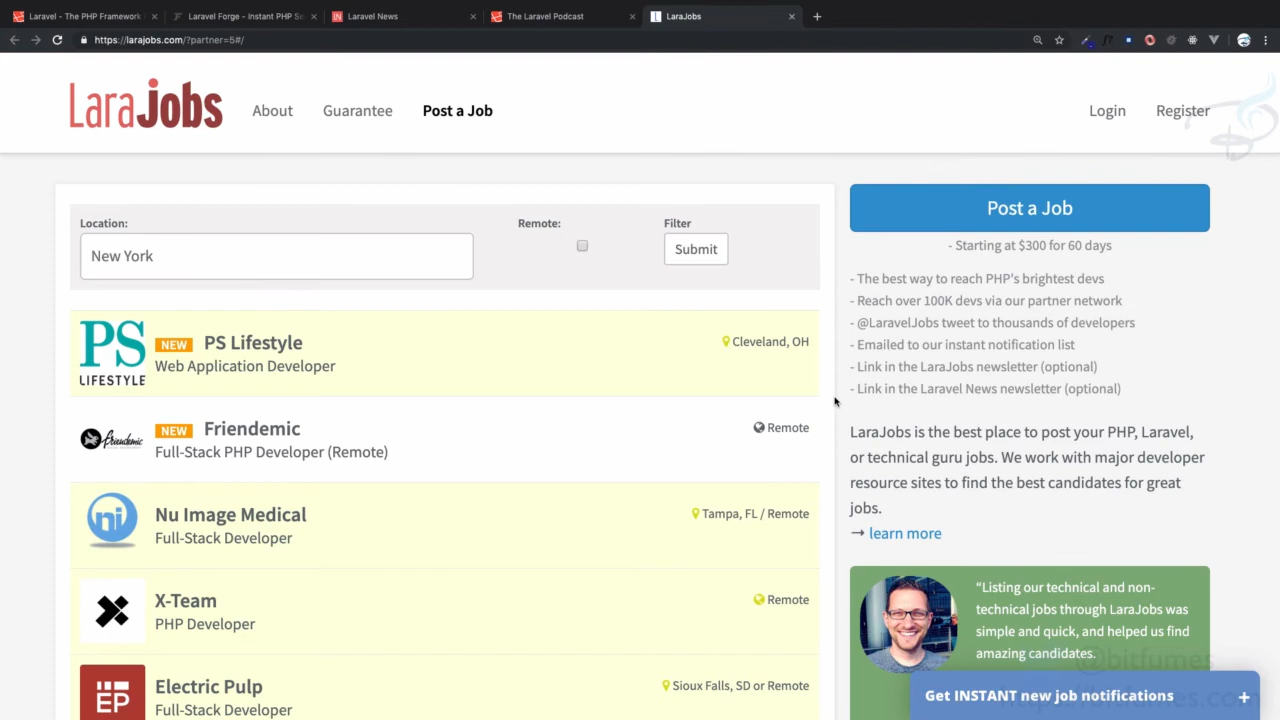 Laravel - The PHP Framework
Laravel Forge - Instant PHP Se
Laravel News
The Laravel Podcast
LaraJobs
https://larajobs.com/?partner=5#/
LaraJobs
About
Guarantee
Post a Job
Login
Register
Location:
Remote:
Filter
New York
Submit
PS
LIFESTYLE
NEW PS Lifestyle
Web Application Developer
Cleveland, OH
Friendemic
NEW Friendemic
Full-Stack PHP Developer (Remote)
Remote
ni
Nu Image Medical
Full-Stack Developer
Tampa, FL / Remote
X-Team
PHP Developer
Remote
EP
Electric Pulp
Full-Stack Developer
Sioux Falls, SD or Remote
Post a Job
- Starting at $300 for 60 days
- The best way to reach PHP's brightest devs
- Reach over 100K devs via our partner network
- @LaravelJobs tweet to thousands of developers
- Emailed to our instant notification list
- Link in the LaraJobs newsletter (optional)
- Link in the Laravel News newsletter (optional)
LaraJobs is the best place to post your PHP, Laravel,
or technical guru jobs. We work with major developer
resource sites to find the best candidates for great
jobs.
→ learn more
“Listing our technical and non-
technical jobs through LaraJobs was
simple and quick, and helped us find
amazing candidates.
@bitfumes
Get INSTANT new job notifications +
https://bitfumes.com